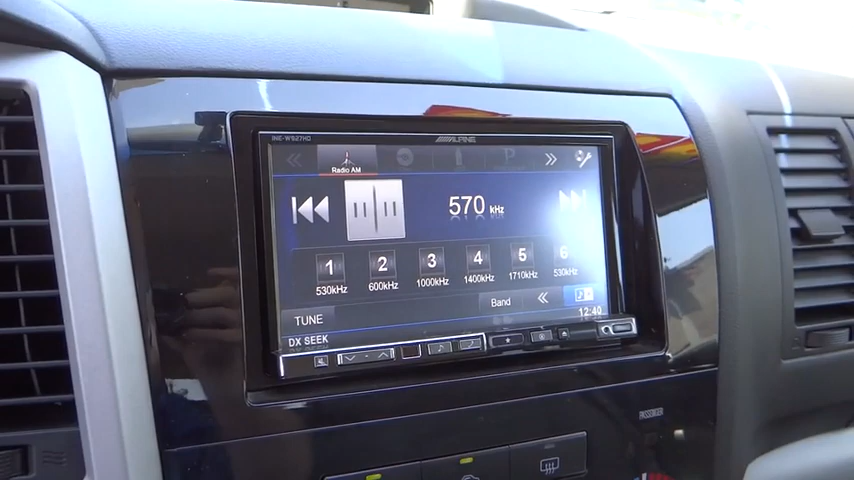 INE-W927HD
ALPINE
Radio AM
P
570 kHz
1 2 3 4 5 6
530kHz 600kHz 1000kHz 1400kHz 1710kHz 530kHz
TUNE
Band
DX SEEK
12:40
PASSENGER